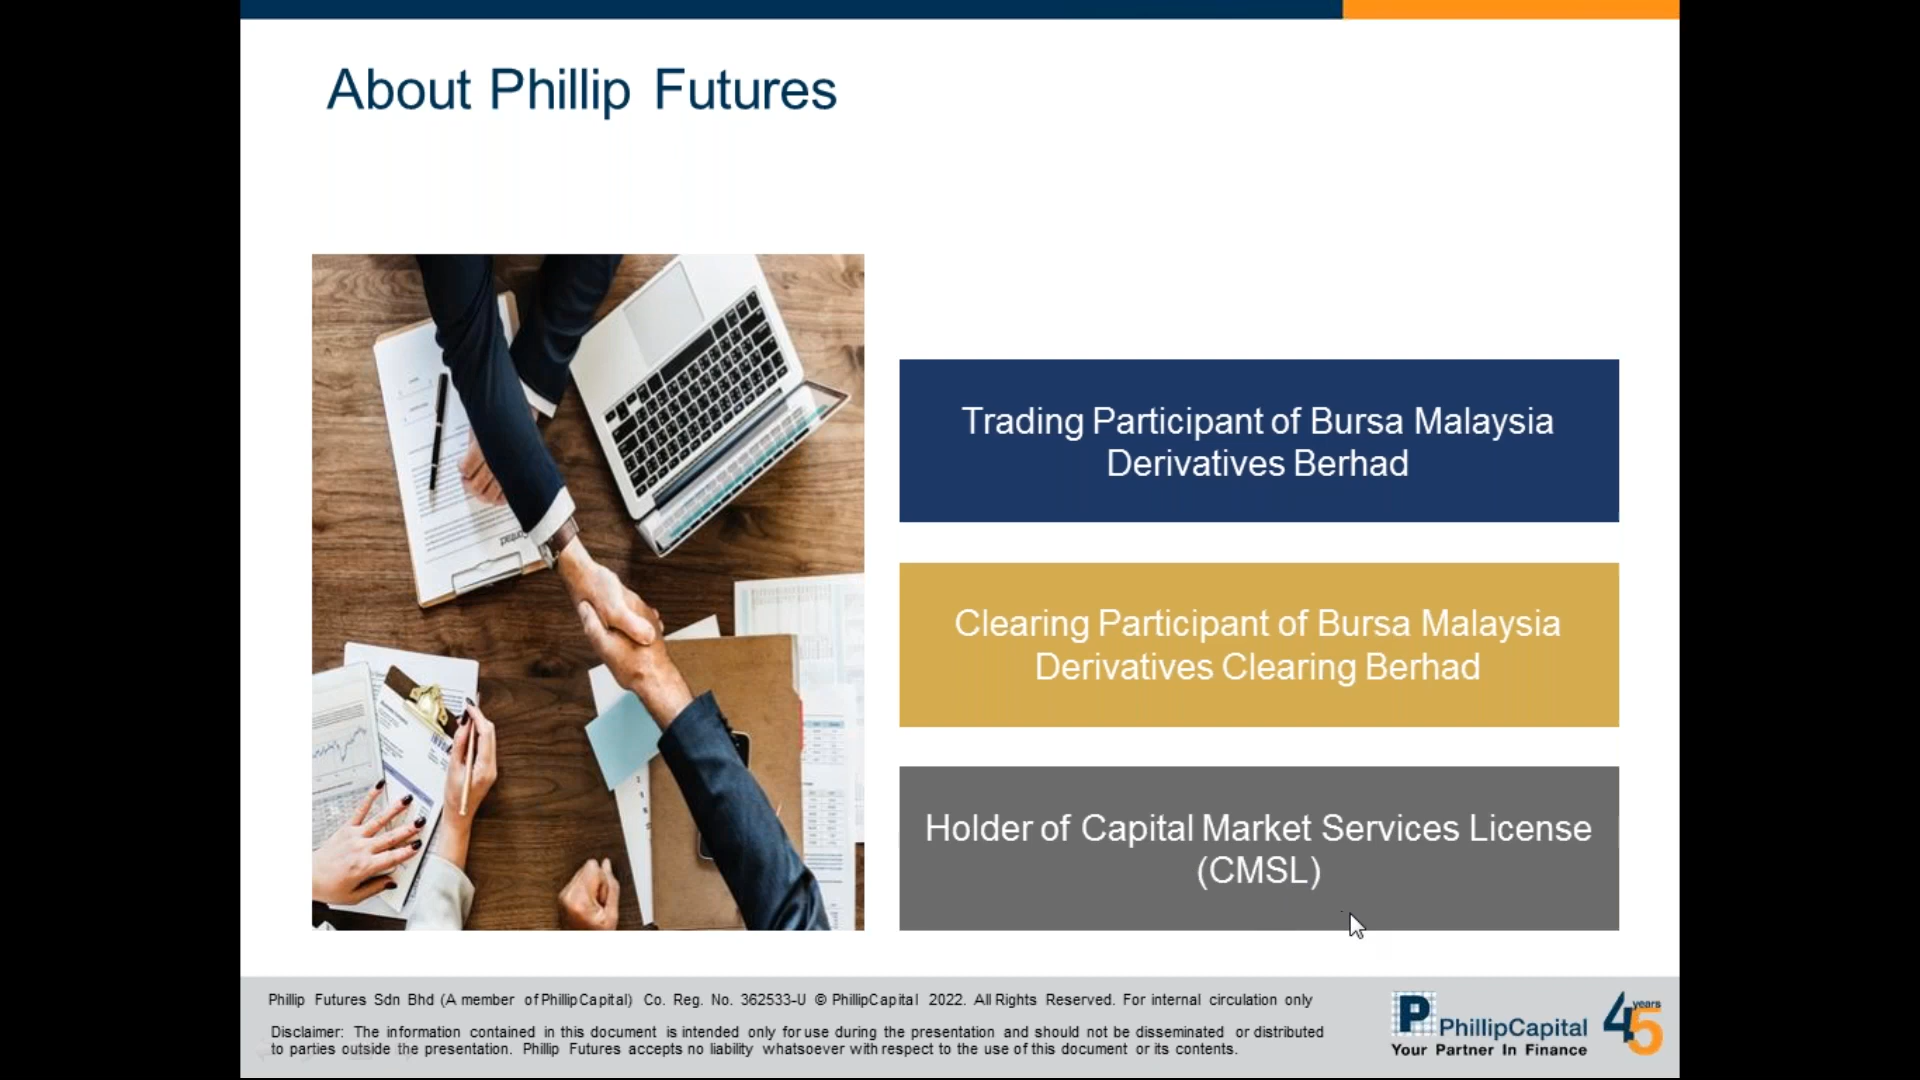 About Phillip Futures
Trading Participant of Bursa Malaysia
Derivatives Berhad
Clearing Participant of Bursa Malaysia
Derivatives Clearing Berhad
Holder of Capital Market Services License
(CMSL)
Phillip Futures Sdn Bhd (A member of PhillipCapital) Co. Reg. No. 362533-U © PhillipCapital 2022. All Rights Reserved. For internal circulation only
Disclaimer: The information contained in this document is intended only for use during the presentation and should not be disseminated or distributed
to parties outside the presentation. Phillip Futures accepts no liability whatsoever with respect to the use of this document or its contents.
P PhillipCapital
Your Partner In Finance
45 years